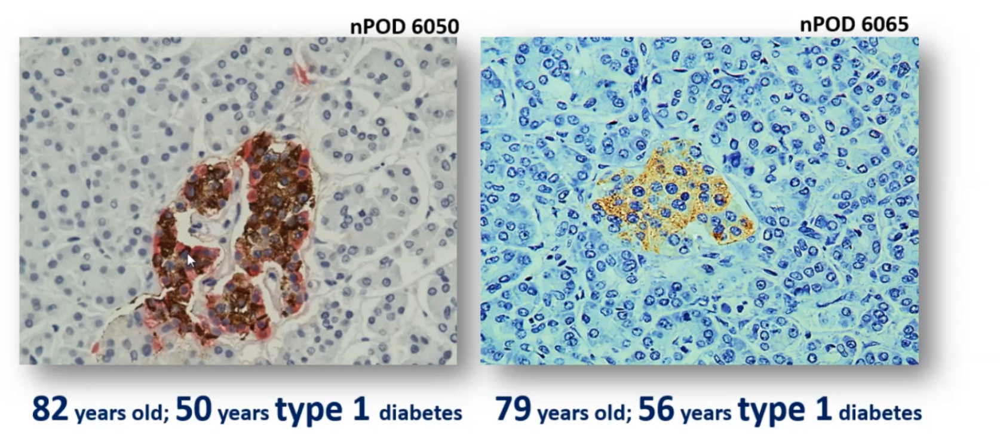 nPOD 6050
nPOD 6065
82 years old; 50 years type 1 diabetes
79 years old; 56 years type 1 diabetes